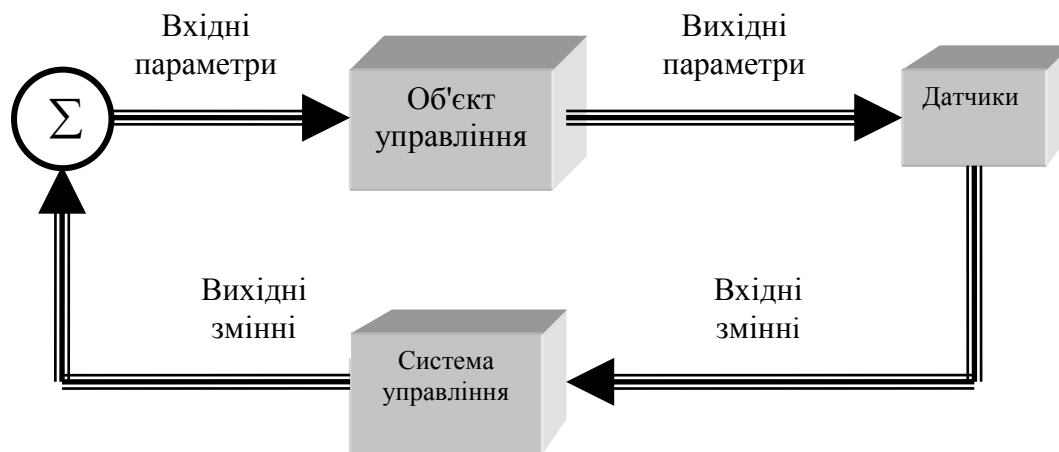 Вхідні
параметри
Вихідні
параметри
Σ
Об'єкт
управління
Датчики
Вихідні
змінні
Вхідні
змінні
Система
управління